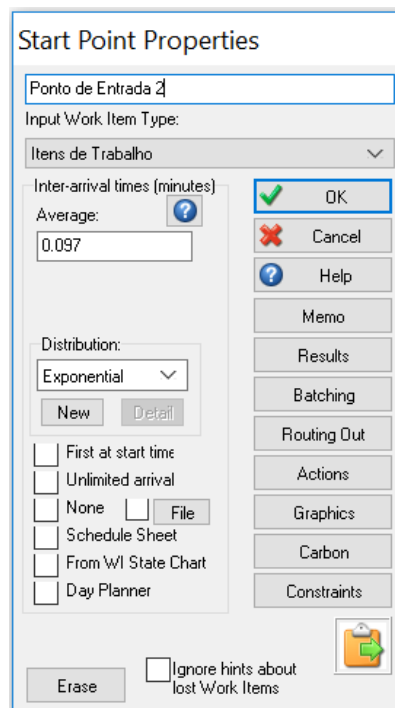 Start Point Properties
Ponto de Entrada 2
Input Work Item Type:
Itens de Trabalho
Inter-arrival times (minutes)
Average:
0.097
Distribution:
Exponential
New Detail
First at start time
Unlimited arrival
None File
Schedule Sheet
From WI State Chart
Day Planner
OK
Cancel
Help
Memo
Results
Batching
Routing Out
Actions
Graphics
Carbon
Constraints
Erase
Ignore hints about
lost Work Items